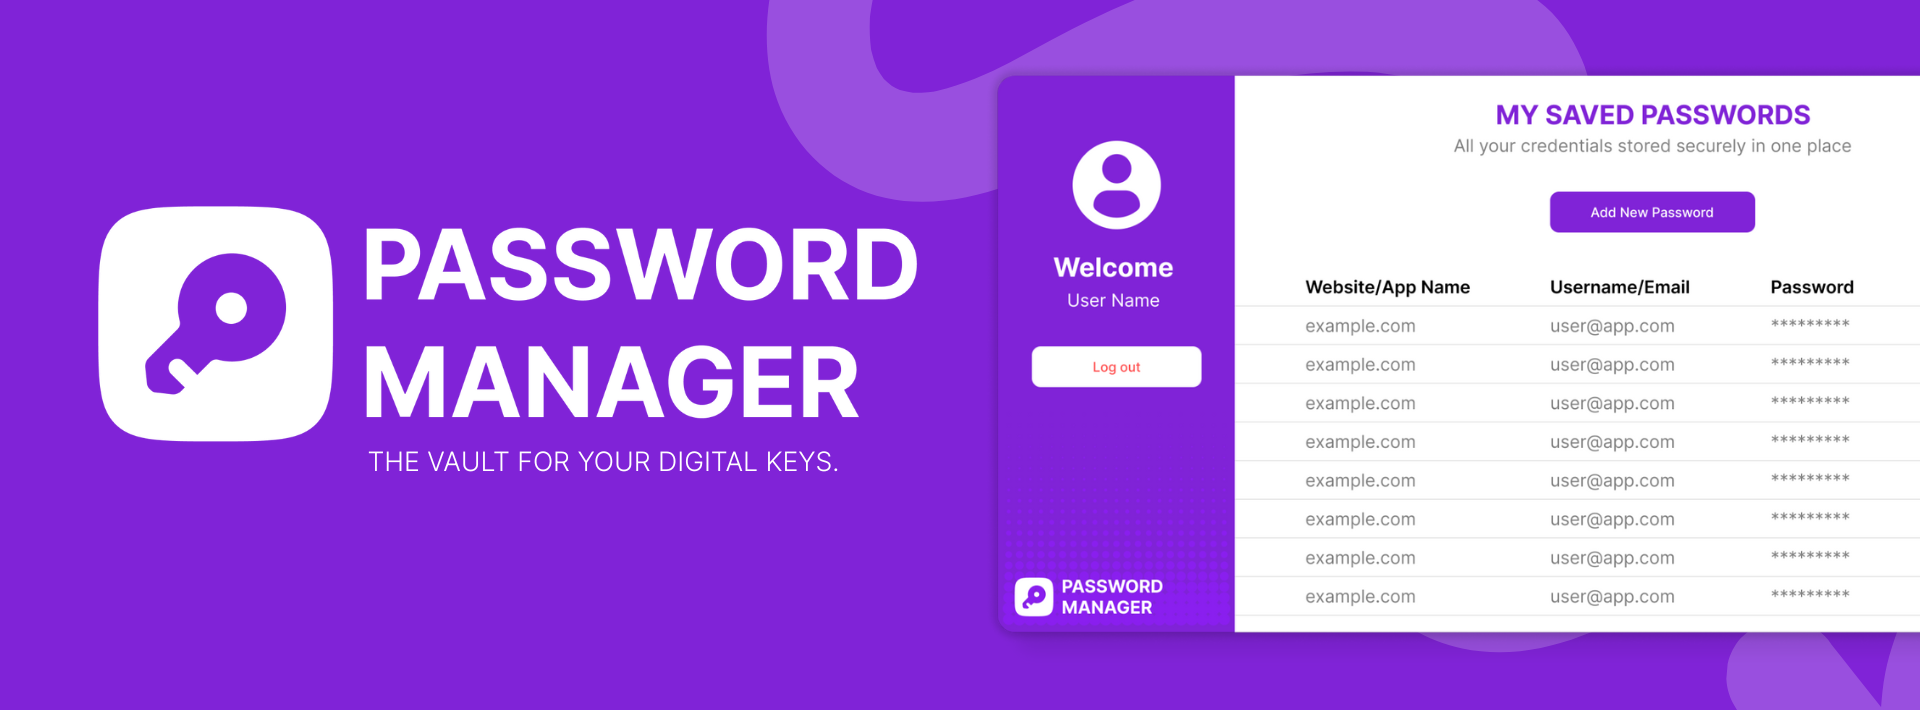 PASSWORD
MANAGER
THE VAULT FOR YOUR DIGITAL KEYS.
Welcome
User Name
Log out
PASSWORD
MANAGER
MY SAVED PASSWORDS
All your credentials stored securely in one place
Add New Password
Website/App Name Username/Email Password
example.com user@app.com *********
example.com user@app.com *********
example.com user@app.com *********
example.com user@app.com *********
example.com user@app.com *********
example.com user@app.com *********
example.com user@app.com *********
example.com user@app.com *********